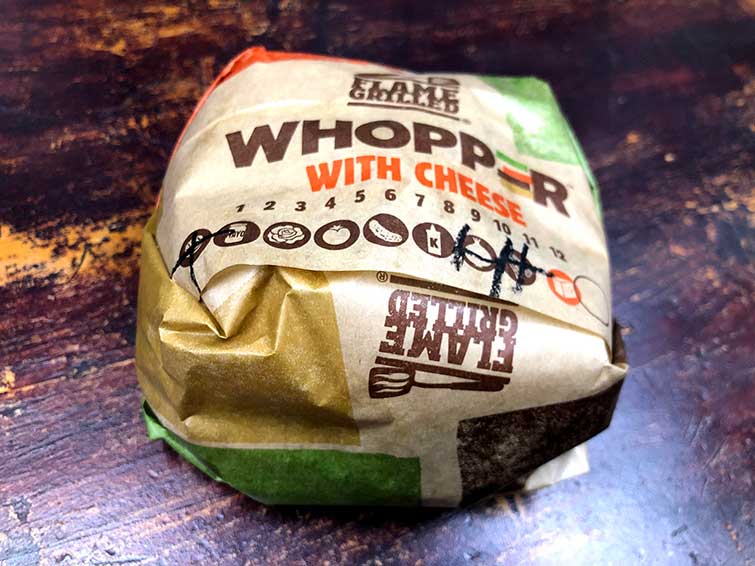 FLAME
GRILLED®
WHOPPER
WITH CHEESE
1 2 3 4 5 6 7 8 9 10 11 12
K
FLAME
GRILLED®